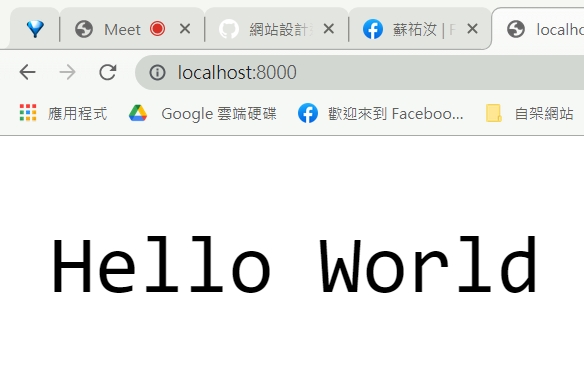 Meet
網站設計
蘇祐汝 | F
localho
localhost:8000
應用程式
Google 雲端硬碟
歡迎來到 Faceboo...
自架網站
Hello World